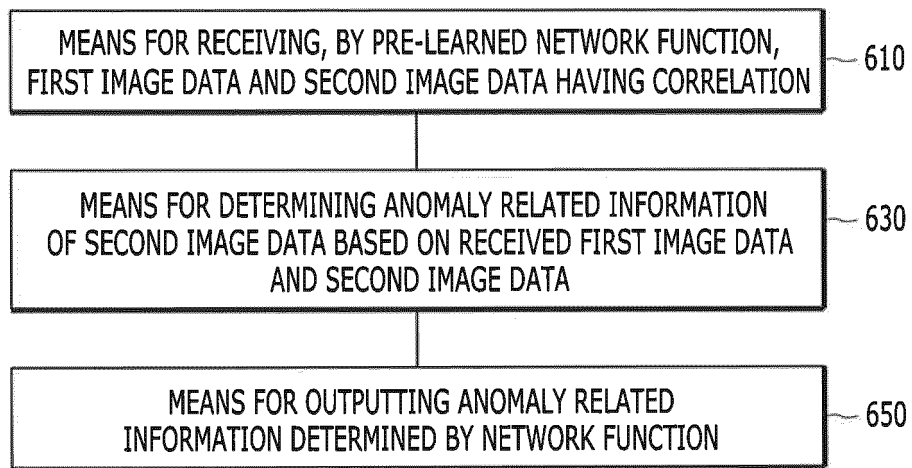 MEANS FOR RECEIVING, BY PRE-LEARNED NETWORK FUNCTION,
FIRST IMAGE DATA AND SECOND IMAGE DATA HAVING CORRELATION
610
MEANS FOR DETERMINING ANOMALY RELATED INFORMATION
OF SECOND IMAGE DATA BASED ON RECEIVED FIRST IMAGE DATA
AND SECOND IMAGE DATA
630
MEANS FOR OUTPUTTING ANOMALY RELATED
INFORMATION DETERMINED BY NETWORK FUNCTION
650